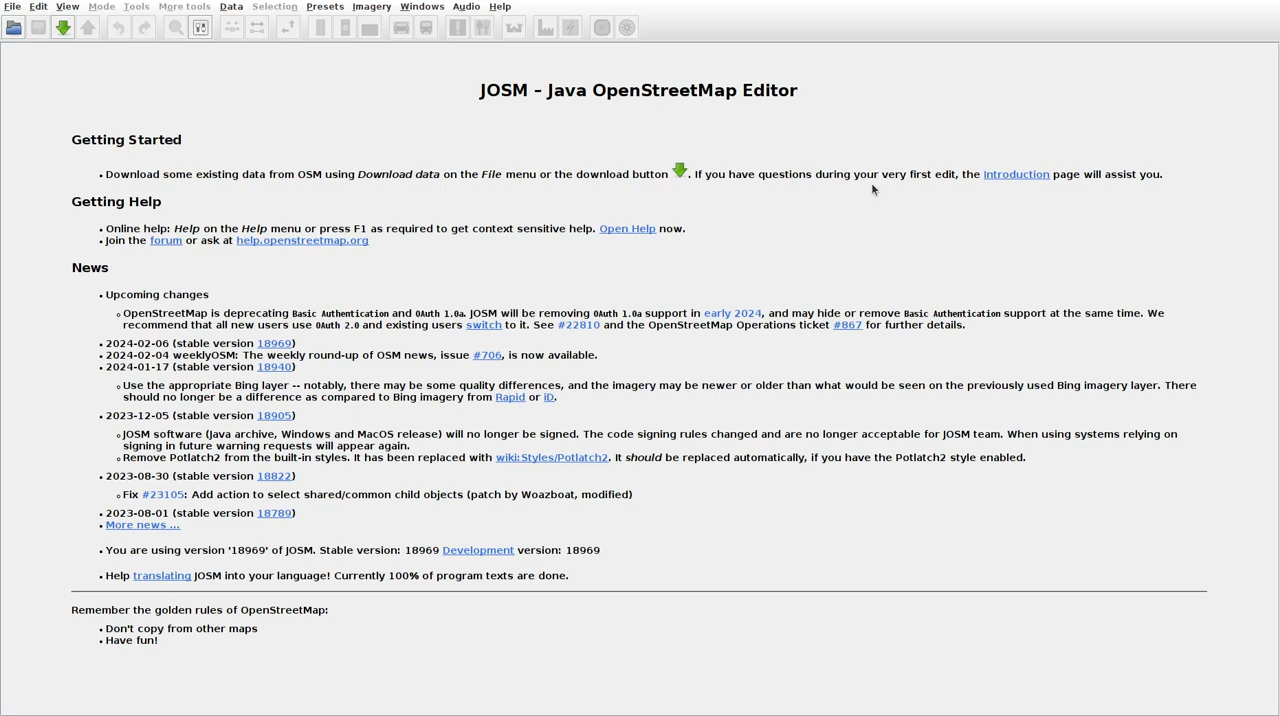 File Edit View Mode Tools More tools Data Selection Presets Imagery Windows Audio Help
JOSM – Java OpenStreetMap Editor
Getting Started
• Download some existing data from OSM using Download data on the File menu or the download button . If you have questions during your very first edit, the Introduction page will assist you.
Getting Help
• Online help: Help on the Help menu or press F1 as required to get context sensitive help. Open Help now.
• Join the forum or ask at help.openstreetmap.org
News
• Upcoming changes
◦ OpenStreetMap is deprecating Basic Authentication and OAuth 1.0a. JOSM will be removing OAuth 1.0a support in early 2024, and may hide or remove Basic Authentication support at the same time. We
recommend that all new users use OAuth 2.0 and existing users switch to it. See #22810 and the OpenStreetMap Operations ticket #867 for further details.
• 2024-02-06 (stable version 18969)
• 2024-02-04 weeklyOSM: The weekly round-up of OSM news, issue #706, is now available.
• 2024-01-17 (stable version 18940)
◦ Use the appropriate Bing layer -- notably, there may be some quality differences, and the imagery may be newer or older than what would be seen on the previously used Bing imagery layer. There
should no longer be a difference as compared to Bing imagery from Rapid or iD.
• 2023-12-05 (stable version 18905)
◦ JOSM software (Java archive, Windows and MacOS release) will no longer be signed. The code signing rules changed and are no longer acceptable for JOSM team. When using systems relying on
signing in future warning requests will appear again.
◦ Remove Potlatch2 from the built-in styles. It has been replaced with wiki:Styles/Potlatch2. It should be replaced automatically, if you have the Potlatch2 style enabled.
• 2023-08-30 (stable version 18822)
◦ Fix #23105: Add action to select shared/common child objects (patch by Woazboat, modified)
• 2023-08-01 (stable version 18789)
• More news ...
• You are using version '18969' of JOSM. Stable version: 18969 Development version: 18969
• Help translating JOSM into your language! Currently 100% of program texts are done.
Remember the golden rules of OpenStreetMap:
• Don't copy from other maps
• Have fun!